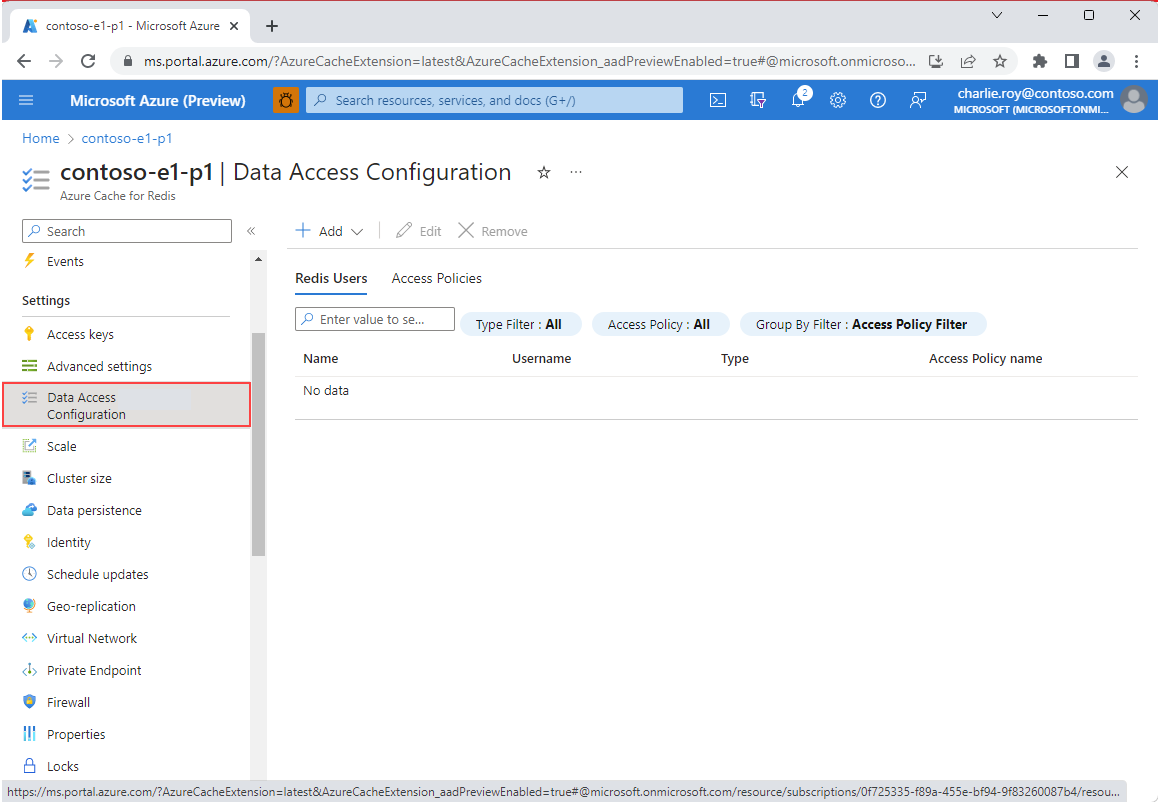 contoso-e1-p1 - Microsoft Azure
ms.portal.azure.com/?AzureCacheExtension=latest&AzureCacheExtension_aadPreviewEnabled=true#@microsoft.onmicroso...
Microsoft Azure (Preview)
Search resources, services, and docs (G+/)
2
charlie.roy@contoso.com
MICROSOFT (MICROSOFT.ONMI...
Home > contoso-e1-p1
contoso-e1-p1 | Data Access Configuration
Azure Cache for Redis
Search
Add
Edit
Remove
Events
Settings
Access keys
Advanced settings
Data Access
Configuration
Scale
Cluster size
Data persistence
Identity
Schedule updates
Geo-replication
Virtual Network
Private Endpoint
Firewall
Properties
Locks
Redis Users
Access Policies
Enter value to se...
Type Filter : All
Access Policy : All
Group By Filter : Access Policy Filter
Name Username Type Access Policy name
No data
https://ms.portal.azure.com/?AzureCacheExtension=latest&AzureCacheExtension_aadPreviewEnabled=true#@microsoft.onmicrosoft.com/resource/subscriptions/0f725335-f89a-455e-bf94-9f83260087b4/resou...